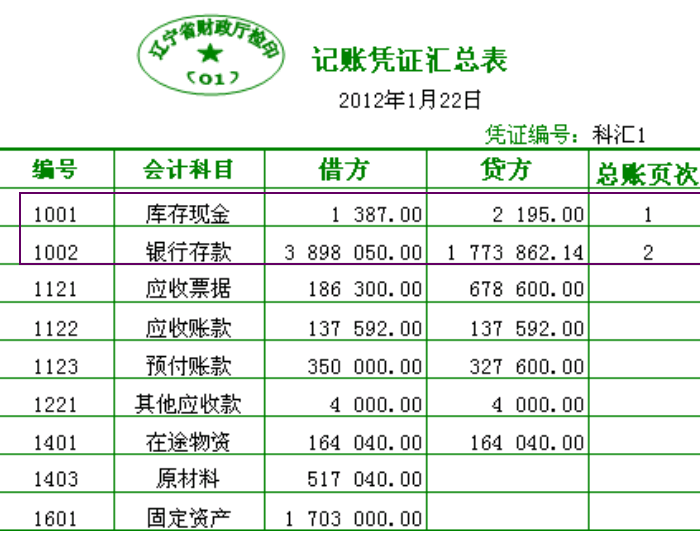 辽宁省财政厅检印
(01)
记账凭证汇总表
2012年1月22日
凭证编号：科汇1
编号 会计科目 借方 贷方 总账页次
1001 库存现金 1 387.00 2 195.00 1
1002 银行存款 3 898 050.00 1 773 862.14 2
1121 应收票据 186 300.00 678 600.00
1122 应收账款 137 592.00 137 592.00
1123 预付账款 350 000.00 327 600.00
1221 其他应收款 4 000.00 4 000.00
1401 在途物资 164 040.00 164 040.00
1403 原材料 517 040.00
1601 固定资产 1 703 000.00